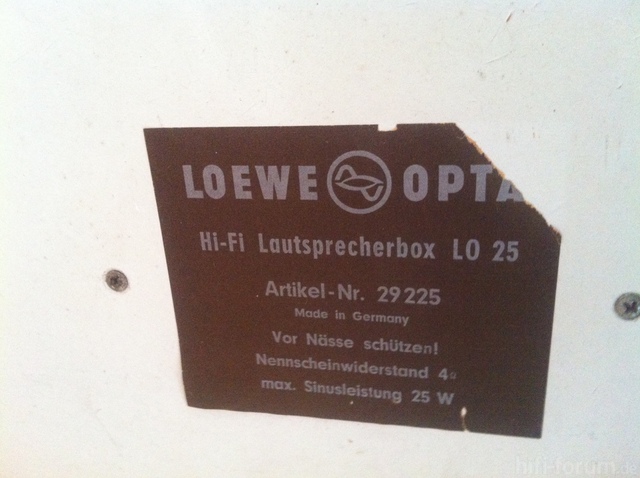 LOEWE OPTA
Hi-Fi Lautsprecherbox LO 25
Artikel-Nr. 29225
Made in Germany
Vor Nässe schützen!
Nennscheinwiderstand 4Ω
max. Sinusleistung 25 W
hifi-forum.de